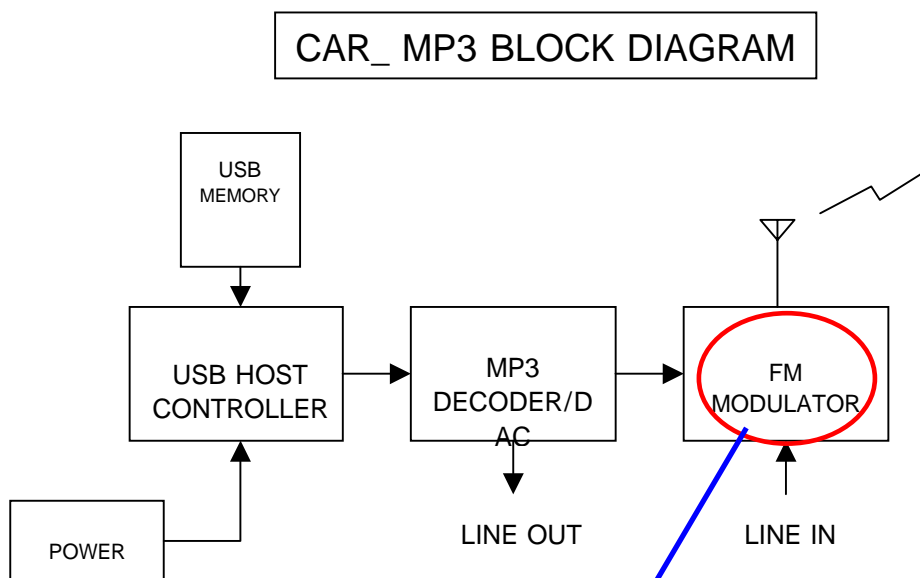 CAR_ MP3 BLOCK DIAGRAM
USB
MEMORY
USB HOST
CONTROLLER
MP3
DECODER/D
AC
FM
MODULATOR
POWER
LINE OUT
LINE IN